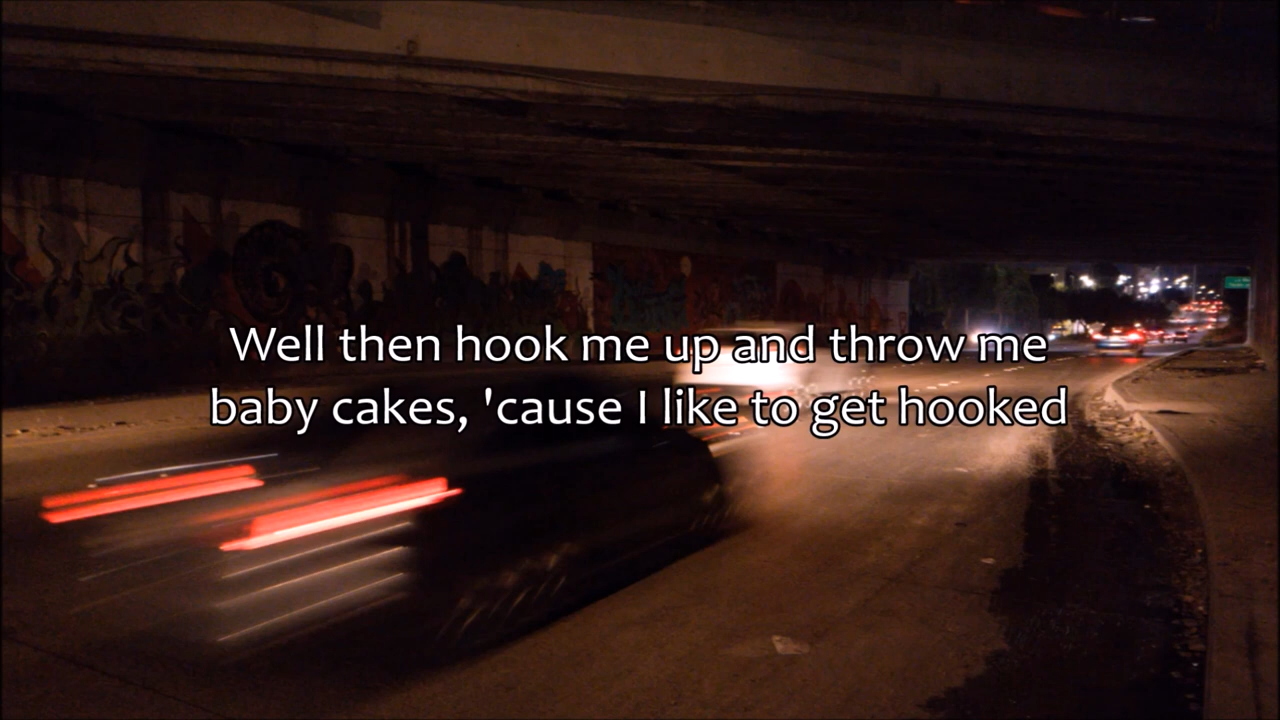 Well then hook me up and throw me
baby cakes, 'cause I like to get hooked